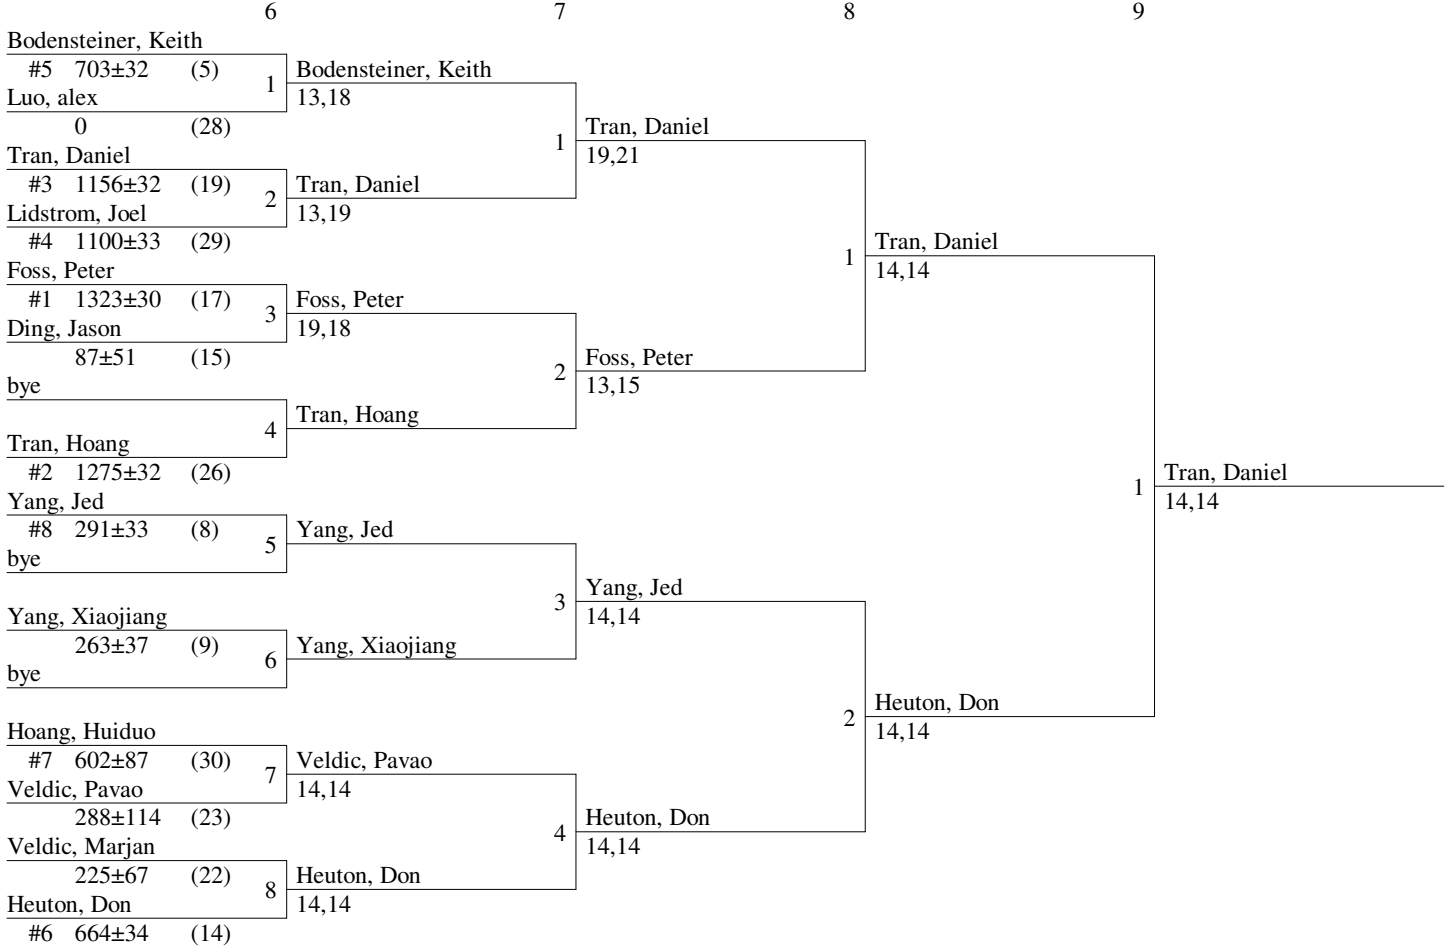 6 7 8 9
Bodensteiner, Keith
#5 703±32 (5)
1
Bodensteiner, Keith
13,18
Luo, alex
0 (28)
1
Tran, Daniel
19,21
Tran, Daniel
#3 1156±32 (19)
2
Tran, Daniel
13,19
Lidstrom, Joel
#4 1100±33 (29)
1
Tran, Daniel
14,14
Foss, Peter
#1 1323±30 (17)
3
Foss, Peter
19,18
Ding, Jason
87±51 (15)
2
Foss, Peter
13,15
bye
4
Tran, Hoang
Tran, Hoang
#2 1275±32 (26)
1
Tran, Daniel
14,14
Yang, Jed
#8 291±33 (8)
5
Yang, Jed
bye
3
Yang, Jed
14,14
Yang, Xiaojiang
263±37 (9)
6
Yang, Xiaojiang
bye
2
Heuton, Don
14,14
Hoang, Huiduo
#7 602±87 (30)
7
Veldic, Pavao
14,14
Veldic, Pavao
288±114 (23)
4
Heuton, Don
14,14
Veldic, Marjan
225±67 (22)
8
Heuton, Don
14,14
Heuton, Don
#6 664±34 (14)